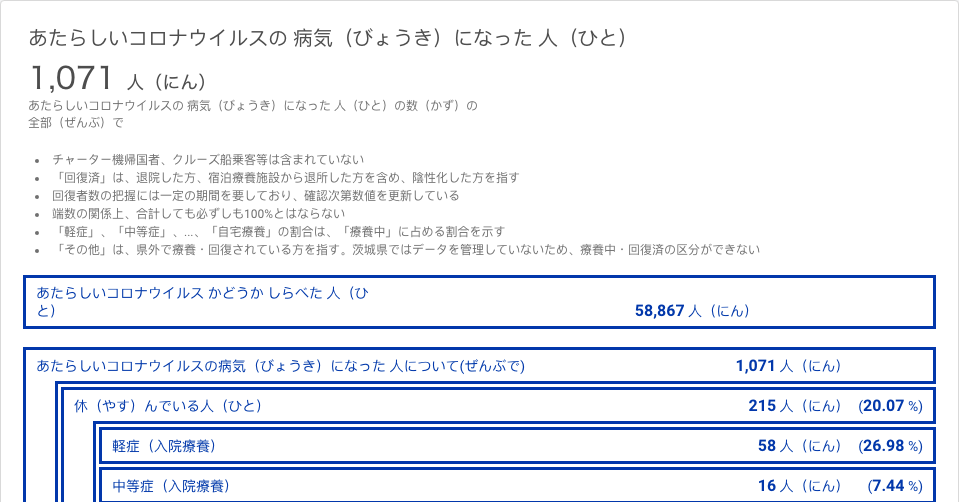 あたらしいコロナウイルスの 病気（びょうき）になった 人（ひと）
1,071 人（にん）
あたらしいコロナウイルスの 病気（びょうき）になった 人（ひと）の数（かず）の
全部（ぜんぶ）で
• チャーター機帰国者、クルーズ船乗客等は含まれていない
• 「回復済」は、退院した方、宿泊療養施設から退所した方を含め、陰性化した方を指す
• 回復者数の把握には一定の期間を要しており、確認次第数値を更新している
• 端数の関係上、合計しても必ずしも100%とはならない
• 「軽症」、「中等症」、...、「自宅療養」の割合は、「療養中」に占める割合を示す
• 「その他」は、県外で療養・回復されている方を指す。茨城県ではデータを管理していないため、療養中・回復済の区分ができない
あたらしいコロナウイルス かどうか しらべた 人（ひ
と） 58,867 人（にん）
あたらしいコロナウイルスの病気（びょうき）になった 人について(ぜんぶで) 1,071 人（にん）
休（やす）んでいる人（ひと） 215 人（にん） (20.07 %)
軽症（入院療養） 58 人（にん） (26.98 %)
中等症（入院療養） 16 人（にん） (7.44 %)